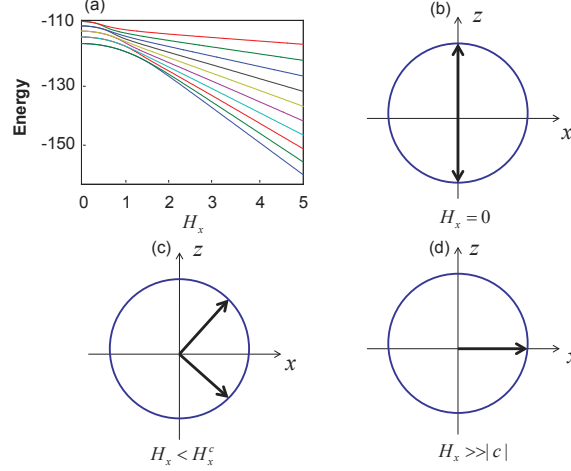 (a)
-110
-130
-150
Energy
0 1 2 3 4 5
H_x
(b)
z
x
H_x = 0
(c)
z
x
H_x < H_x^c
(d)
z
x
H_x >> | c |